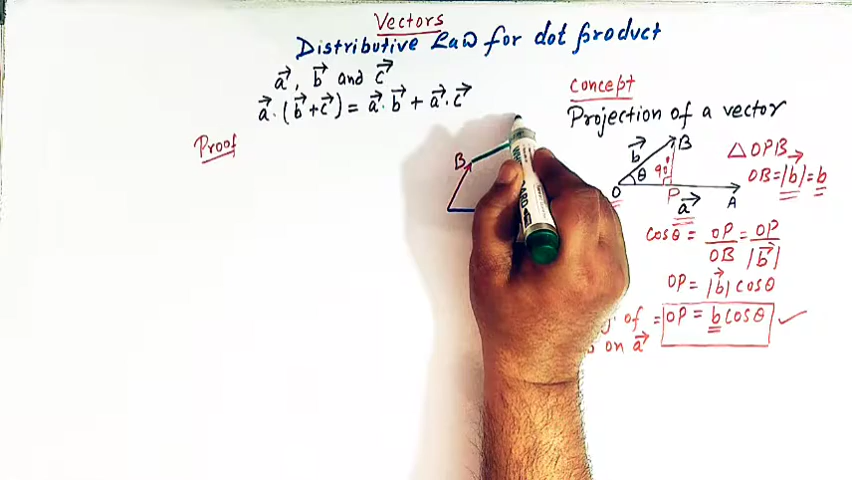 Vectors
Distributive Law for dot product
a⃗, b⃗ and c⃗
a⃗·(b⃗+c⃗) = a⃗·b⃗ + a⃗·c⃗
Proof
B
Concept
Projection of a vector
b⃗ B
θ 90°
O P A
a⃗
△OPB
OB=|b⃗|=b
cosθ = OP/OB = OP/|b⃗|
OP = |b⃗| cosθ
of = OP = b cosθ ✓
on a⃗